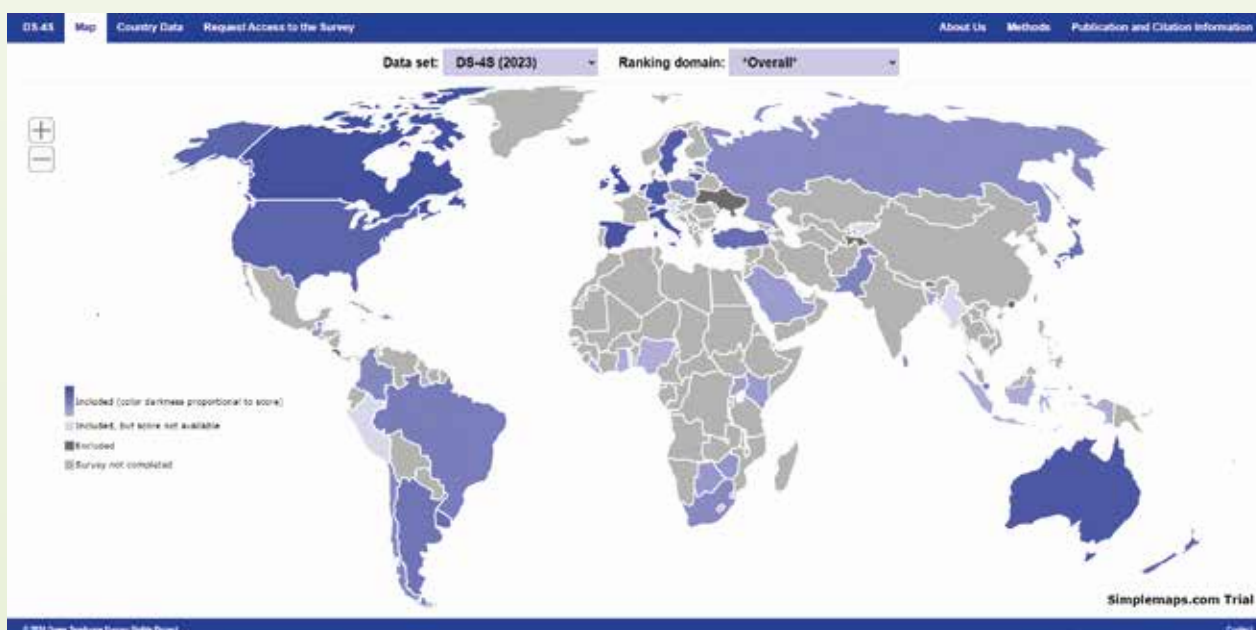 DS-4S Map Country Data Request Access to the Survey About Us Methods Publication and Citation Information
Data set: DS-4S (2023) Ranking domain: *Overall*
+
−
Included (color darkness proportional to score)
Included, but score not available
Excluded
Survey not completed
Simplemaps.com Trial